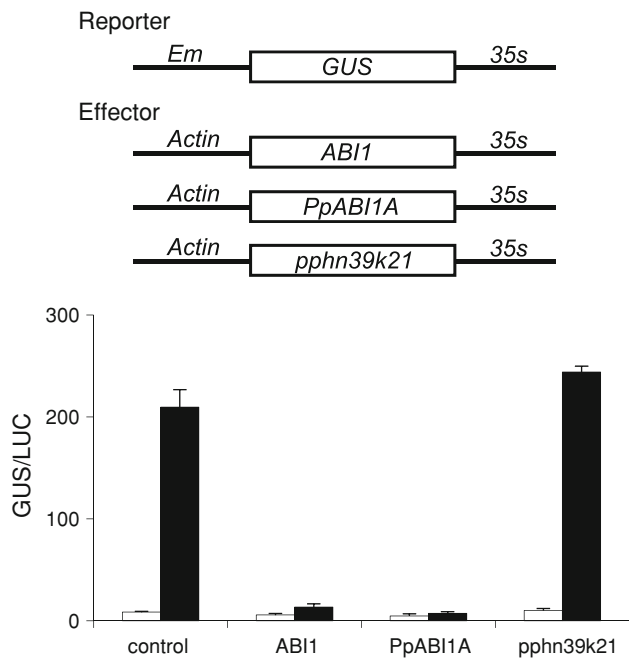 Reporter
Em GUS 35s
Effector
Actin ABI1 35s
Actin PpABI1A 35s
Actin pphn39k21 35s
300
200
100
0
GUS/LUC
control ABI1 PpABI1A pphn39k21